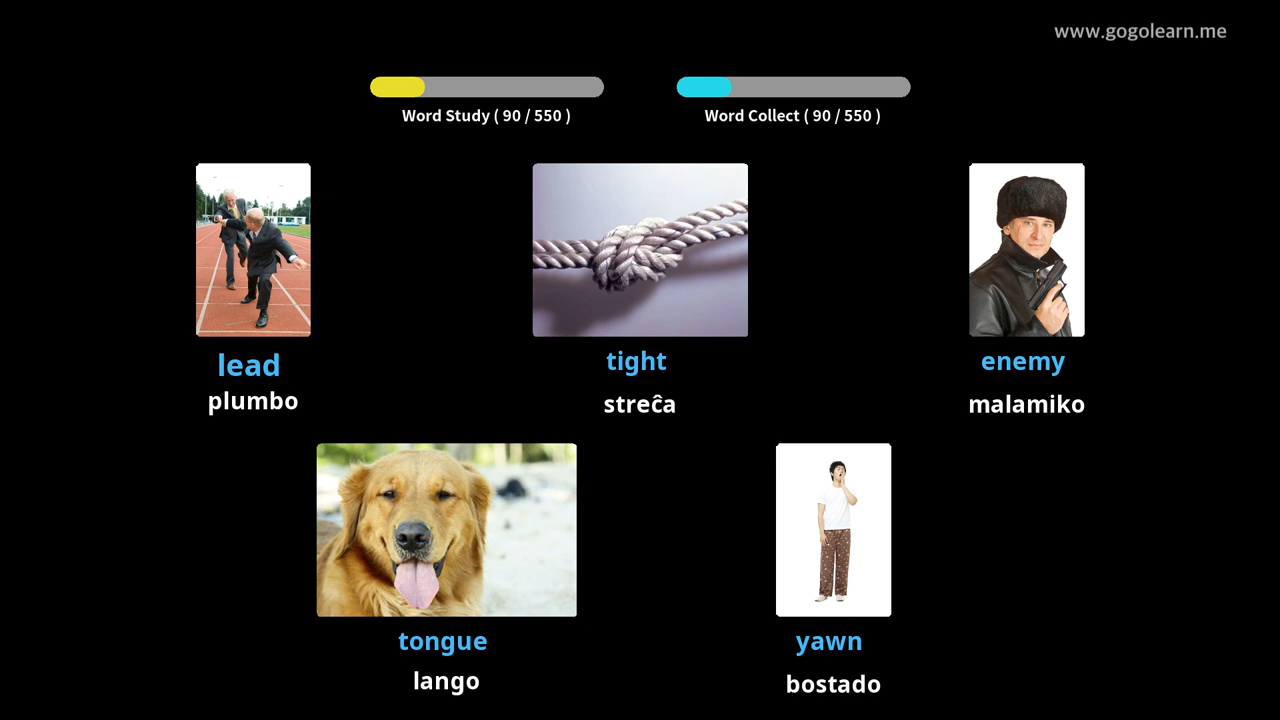 www.gogolearn.me
Word Study ( 90 / 550 )
Word Collect ( 90 / 550 )
lead
plumbo
tight
streĉa
enemy
malamiko
tongue
lango
yawn
bostado